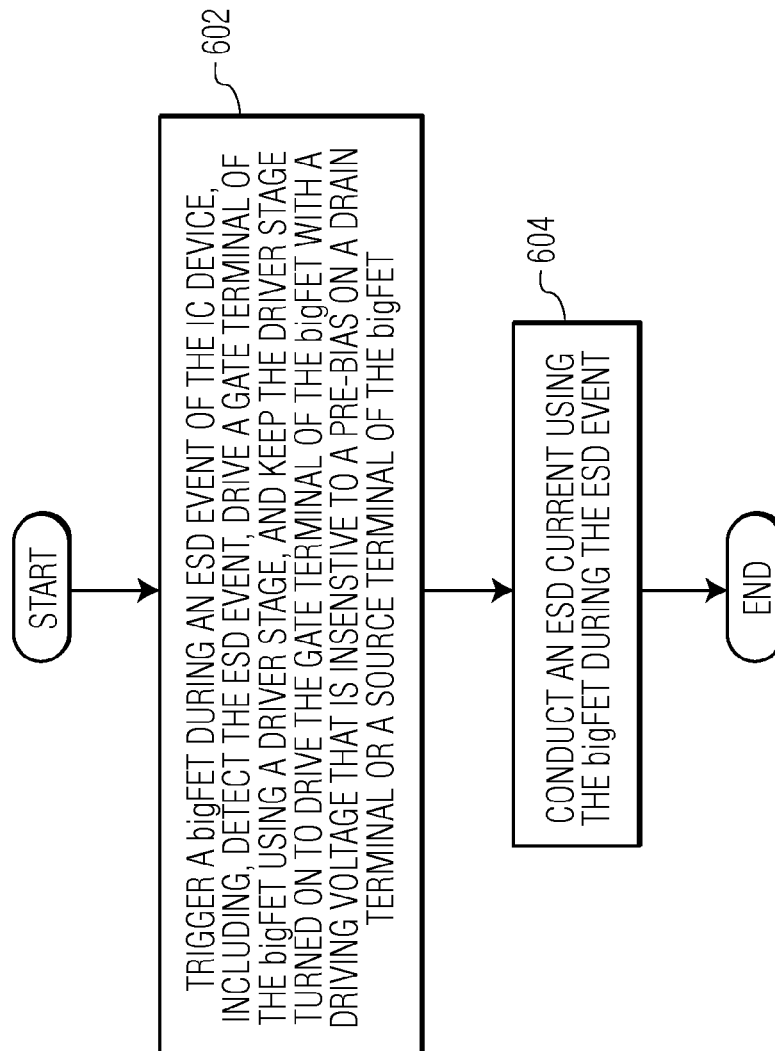 START
602
TRIGGER A bigFET DURING AN ESD EVENT OF THE IC DEVICE,
INCLUDING, DETECT THE ESD EVENT, DRIVE A GATE TERMINAL OF
THE bigFET USING A DRIVER STAGE, AND KEEP THE DRIVER STAGE
TURNED ON TO DRIVE THE GATE TERMINAL OF THE bigFET WITH A
DRIVING VOLTAGE THAT IS INSENSTIVE TO A PRE-BIAS ON A DRAIN
TERMINAL OR A SOURCE TERMINAL OF THE bigFET
604
CONDUCT AN ESD CURRENT USING
THE bigFET DURING THE ESD EVENT
END